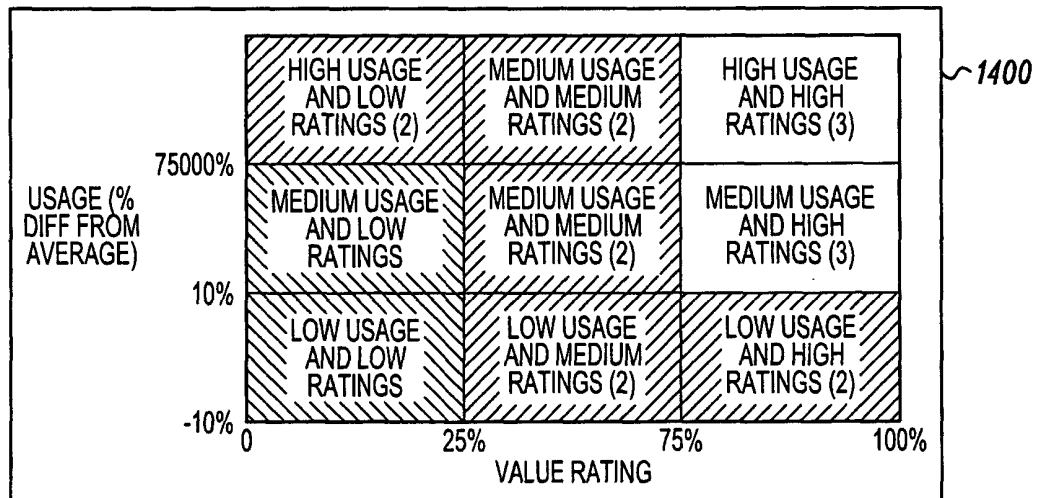 HIGH USAGE
AND LOW
RATINGS (2)
MEDIUM USAGE
AND MEDIUM
RATINGS (2)
HIGH USAGE
AND HIGH
RATINGS (3)
1400
75000%
USAGE (%
DIFF FROM
AVERAGE)
MEDIUM USAGE
AND LOW
RATINGS
MEDIUM USAGE
AND MEDIUM
RATINGS (2)
MEDIUM USAGE
AND HIGH
RATINGS (3)
10%
LOW USAGE
AND LOW
RATINGS
LOW USAGE
AND MEDIUM
RATINGS (2)
LOW USAGE
AND HIGH
RATINGS (2)
-10%
0
25%
75%
100%
VALUE RATING